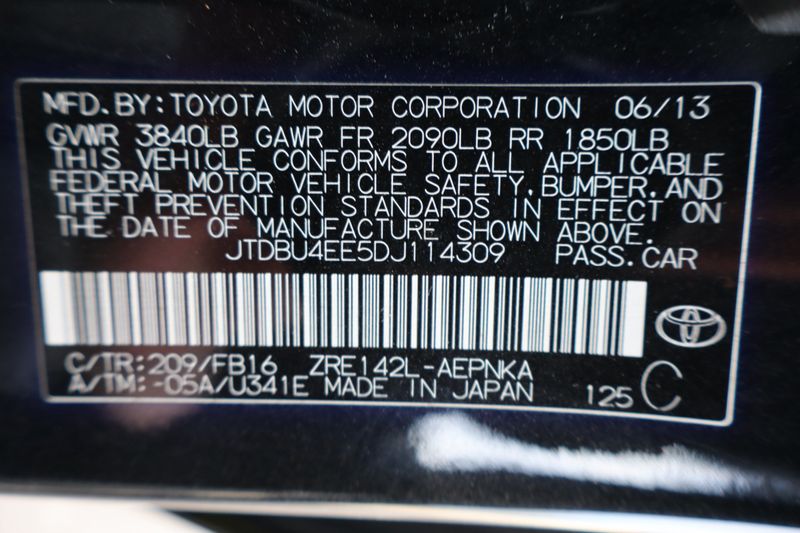 MFD.BY:TOYOTA MOTOR CORPORATION 06/13
GVWR 3840LB GAWR FR 2090LB RR 1850LB
THIS VEHICLE CONFORMS TO ALL APPLICABLE
FEDERAL MOTOR VEHICLE SAFETY,BUMPER,AND
THEFT PREVENTION STANDARDS IN EFFECT ON
THE DATE OF MANUFACTURE SHOWN ABOVE.
JTDBU4EE5DJ114309 PASS.CAR
C/TR:209/FB16 ZRE142L-AEPNKA
A/TM:-05A/U341E MADE IN JAPAN 125 C